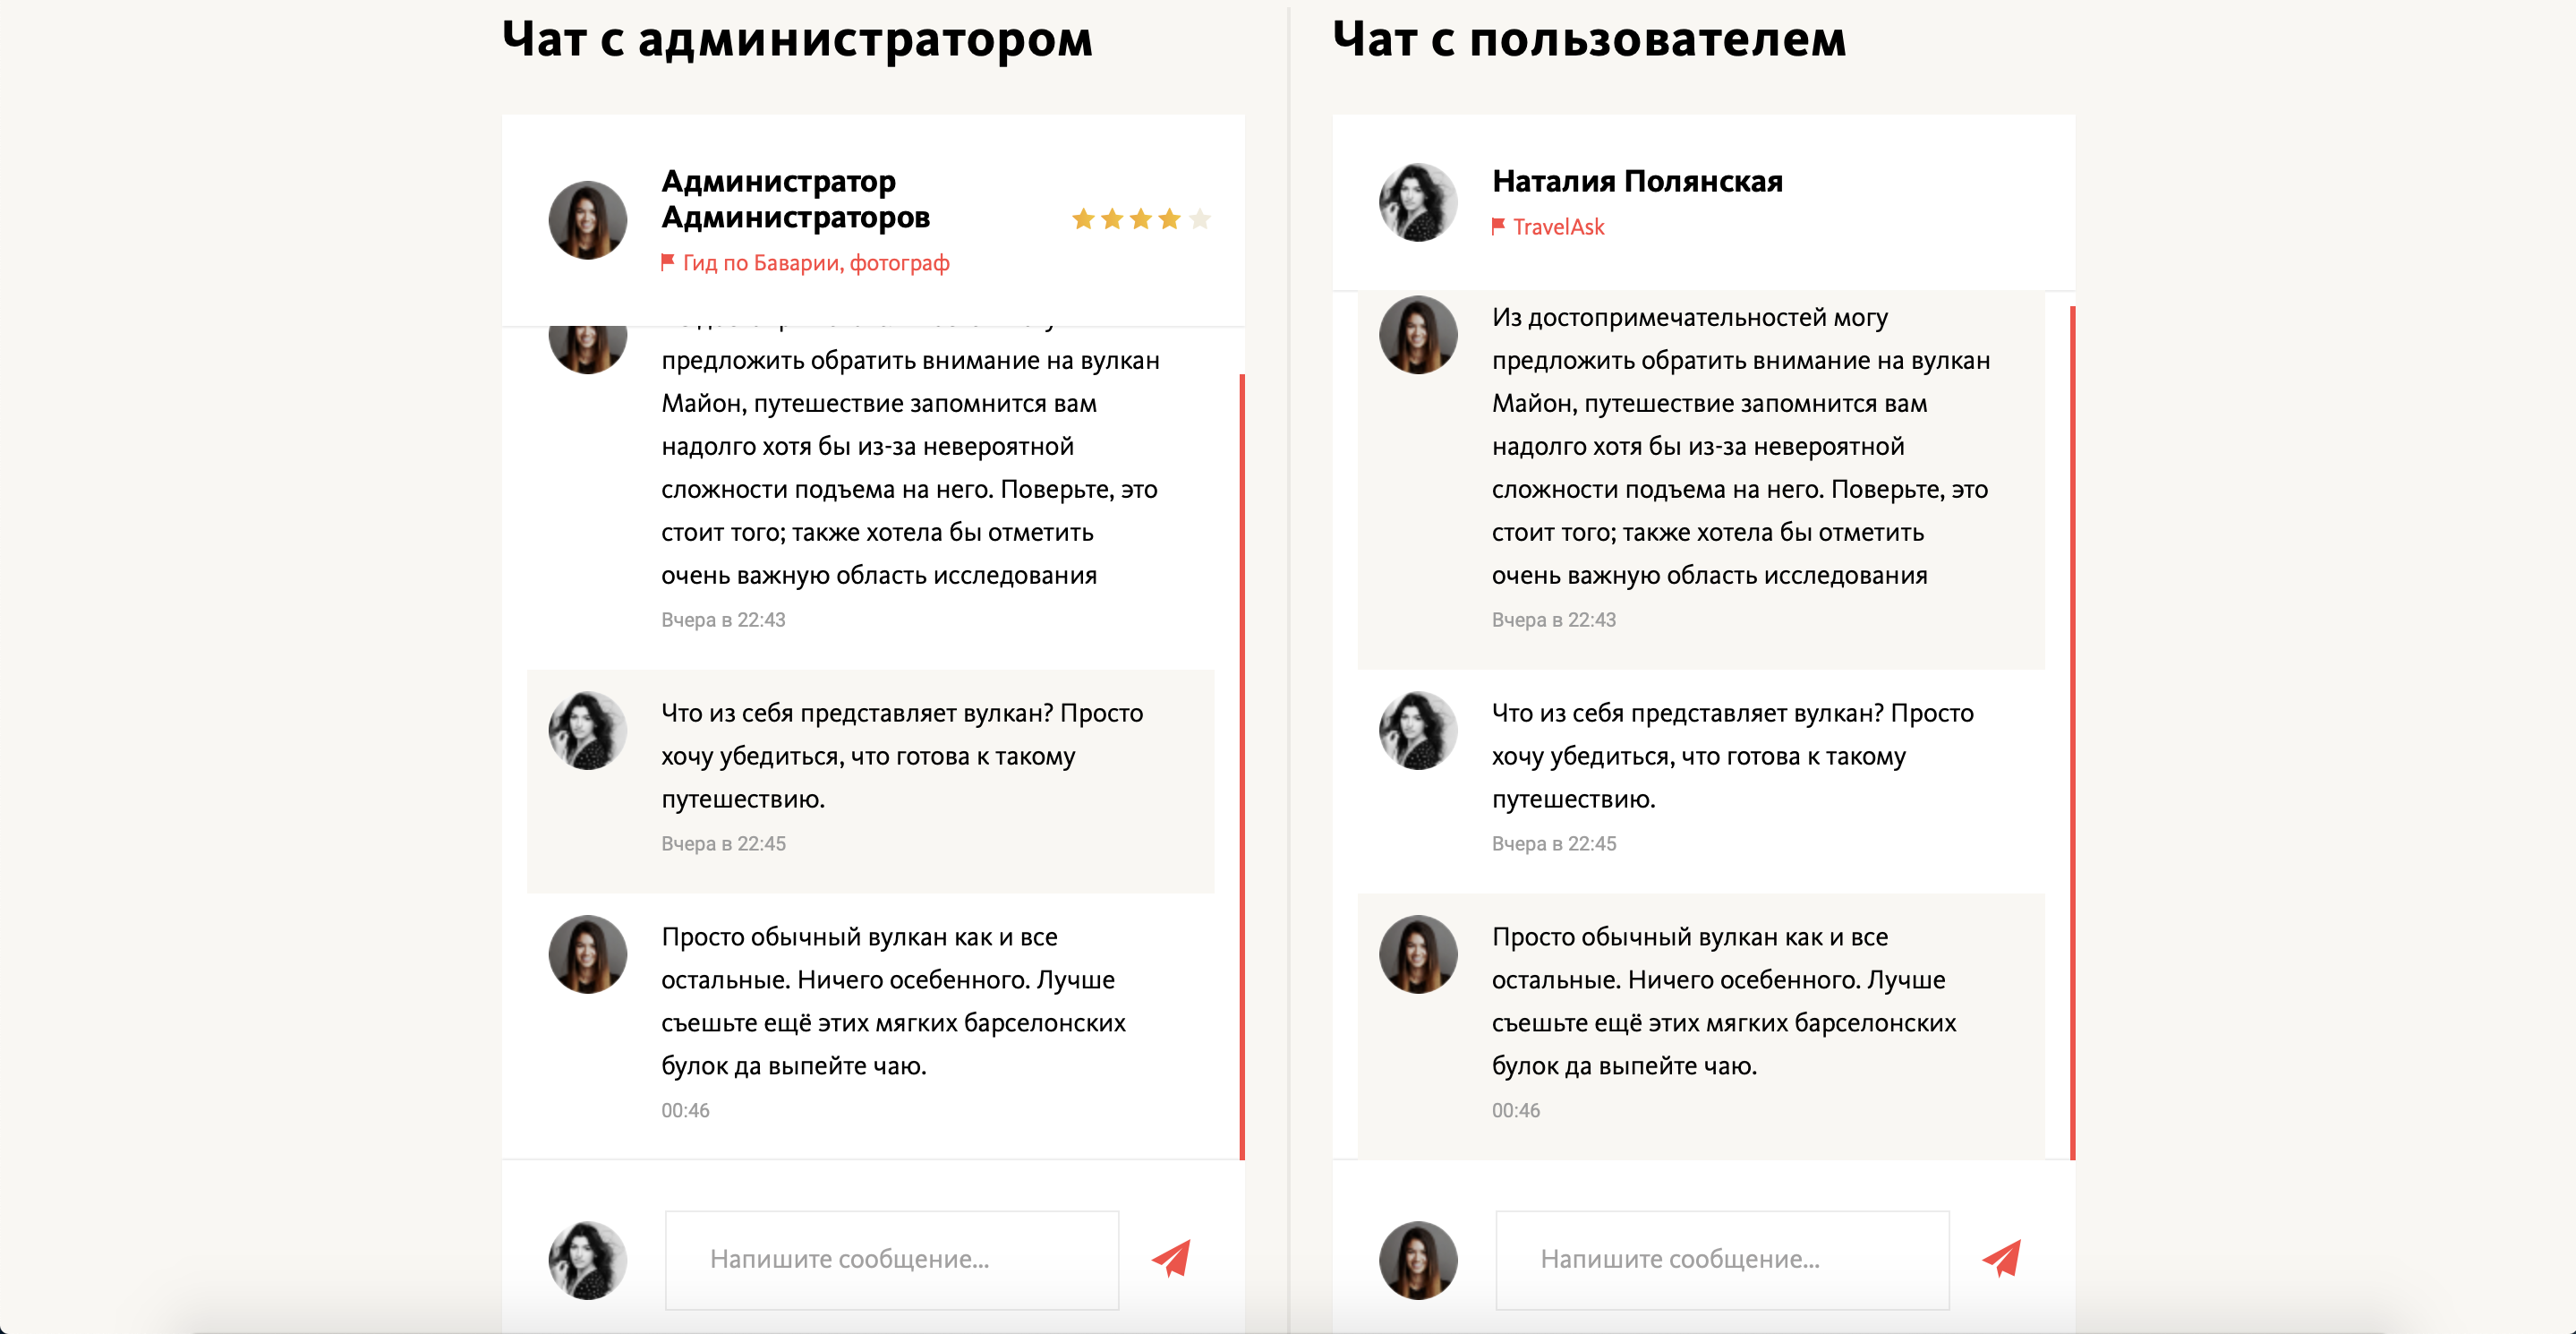 Чат с администратором
Администратор
Администраторов
Гид по Баварии, фотограф
предложить обратить внимание на вулкан
Майон, путешествие запомнится вам
надолго хотя бы из-за невероятной
сложности подъема на него. Поверьте, это
стоит того; также хотела бы отметить
очень важную область исследования
Вчера в 22:43
Что из себя представляет вулкан? Просто
хочу убедиться, что готова к такому
путешествию.
Вчера в 22:45
Просто обычный вулкан как и все
остальные. Ничего осебенного. Лучше
съешьте ещё этих мягких барселонских
булок да выпейте чаю.
00:46
Напишите сообщение...
Чат с пользователем
Наталия Полянская
TravelAsk
Из достопримечательностей могу
предложить обратить внимание на вулкан
Майон, путешествие запомнится вам
надолго хотя бы из-за невероятной
сложности подъема на него. Поверьте, это
стоит того; также хотела бы отметить
очень важную область исследования
Вчера в 22:43
Что из себя представляет вулкан? Просто
хочу убедиться, что готова к такому
путешествию.
Вчера в 22:45
Просто обычный вулкан как и все
остальные. Ничего осебенного. Лучше
съешьте ещё этих мягких барселонских
булок да выпейте чаю.
00:46
Напишите сообщение...